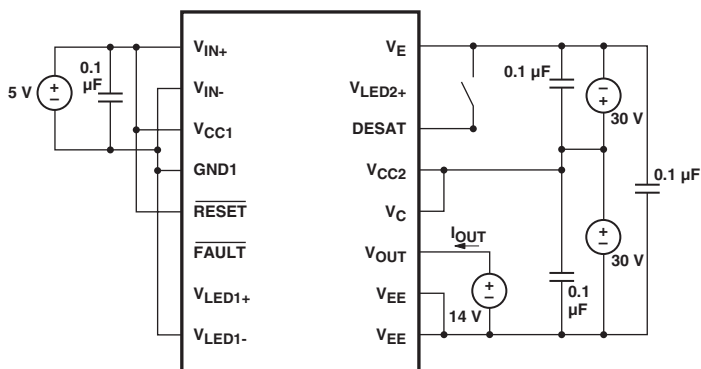 V_IN+
V_IN-
V_CC1
GND1
RESET
FAULT
V_LED1+
V_LED1-
V_E
V_LED2+
DESAT
V_CC2
V_C
V_OUT
V_EE
V_EE
5 V
+
–
0.1
µF
I_OUT
14 V
+
–
0.1 µF
–
+
30 V
0.1
µF
+
–
30 V
0.1 µF